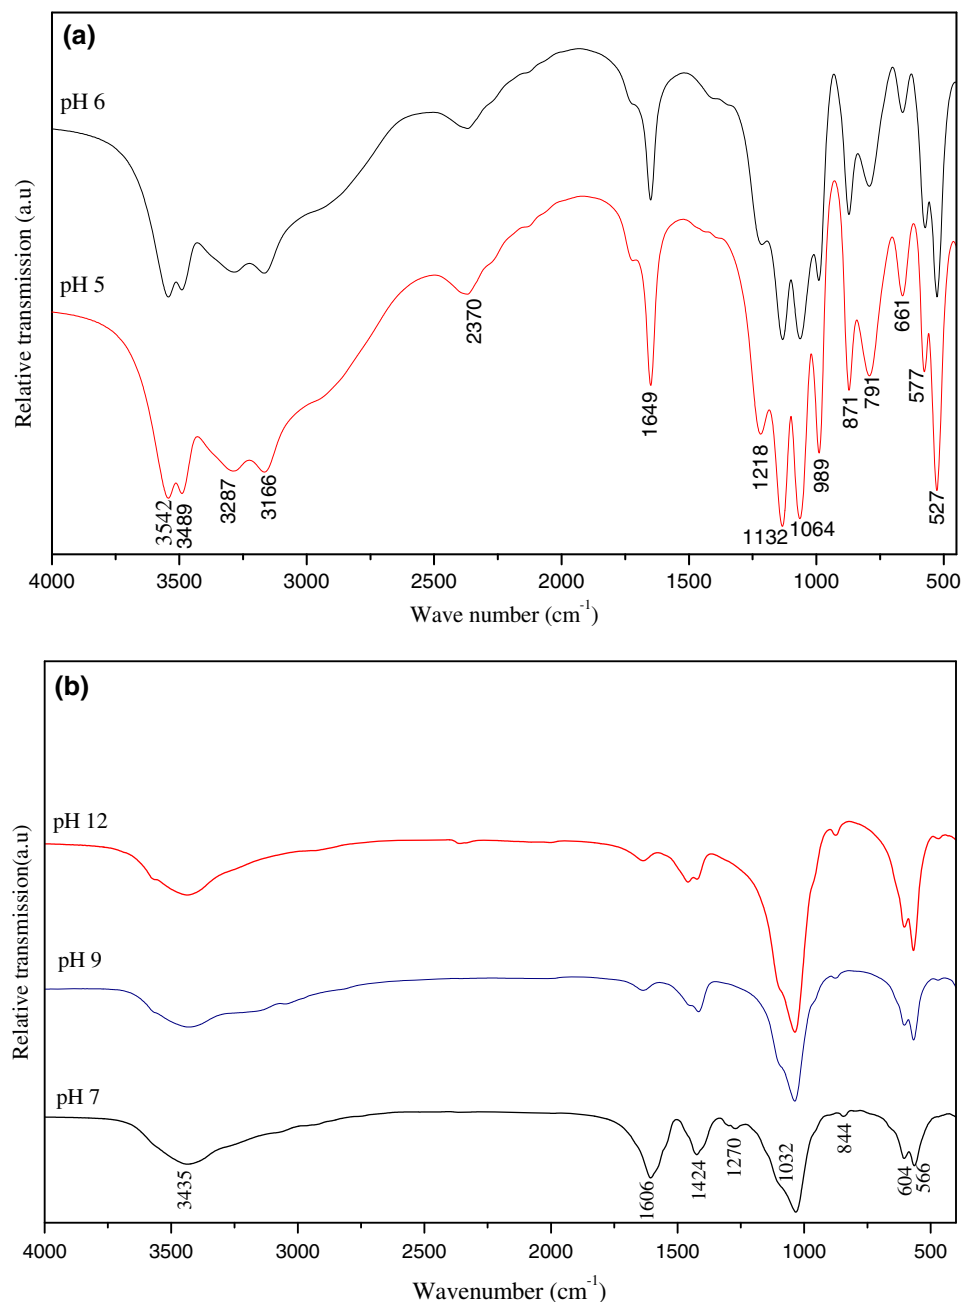 (a)
pH 6
pH 5
Relative transmission (a.u)
3542
3489
3287
3166
2370
1649
1218
1132
1064
989
871
791
661
577
527
4000 3500 3000 2500 2000 1500 1000 500
Wave number (cm-1)
(b)
pH 12
pH 9
pH 7
Relative transmission(a.u)
3435
1606
1424
1270
1032
844
604
566
4000 3500 3000 2500 2000 1500 1000 500
Wavenumber (cm-1)